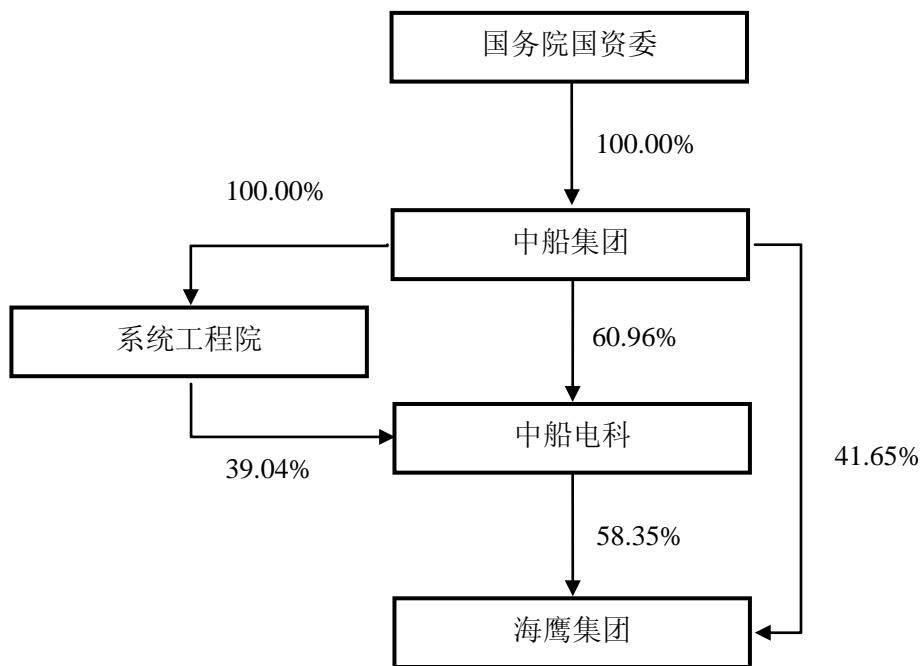 国务院国资委
100.00%
100.00%
中船集团
系统工程院
60.96%
中船电科
39.04%
41.65%
58.35%
海鹰集团